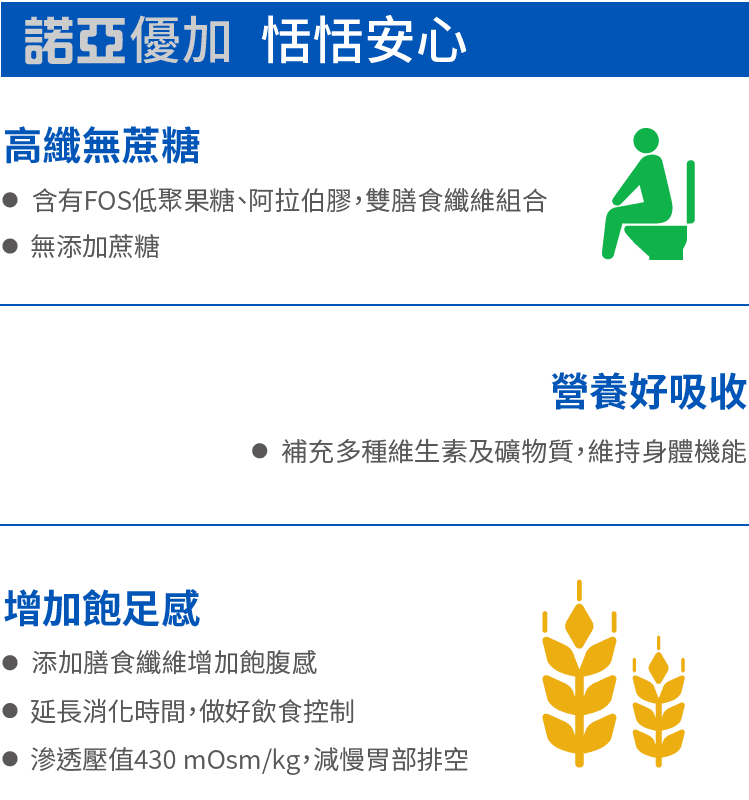 諾亞優加 恬恬安心
高纖無蔗糖
● 含有FOS低聚果糖、阿拉伯膠，雙膳食纖維組合
● 無添加蔗糖
營養好吸收
● 補充多種維生素及礦物質，維持身體機能
增加飽足感
● 添加膳食纖維增加飽腹感
● 延長消化時間，做好飲食控制
● 滲透壓值430 mOsm/kg，減慢胃部排空